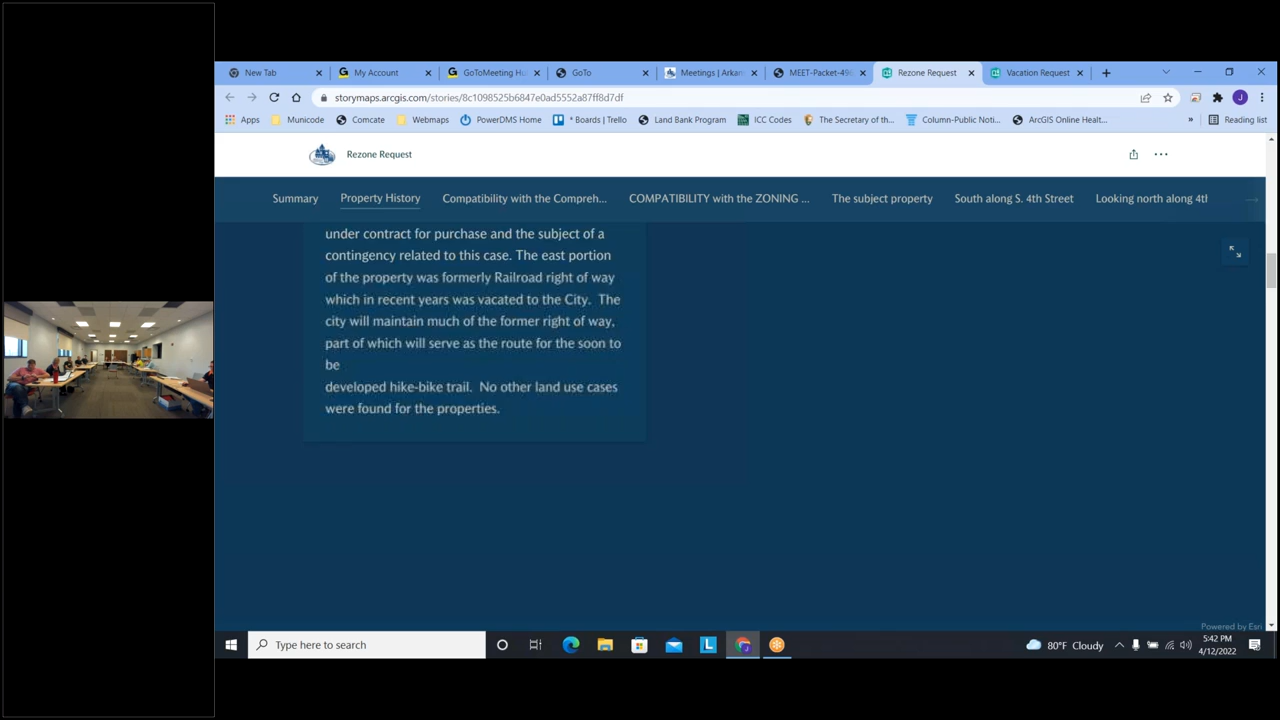 New Tab
My Account
GoToMeeting Hu
GoTo
Meetings | Arkan
MEET-Packet-49
Rezone Request
Vacation Request
storymaps.arcgis.com/stories/8c1098525b6847e0ad5552a87ff8d7df
Apps
Municode
Comcate
Webmaps
PowerDMS Home
* Boards | Trello
Land Bank Program
ICC Codes
The Secretary of th...
Column-Public Noti...
ArcGIS Online Healt...
»
Reading list
Rezone Request
Summary
Property History
Compatibility with the Compreh...
COMPATIBILITY with the ZONING ...
The subject property
South along S. 4th Street
Looking north along 4th
under contract for purchase and the subject of a
contingency related to this case. The east portion
of the property was formerly Railroad right of way
which in recent years was vacated to the City. The
city will maintain much of the former right of way,
part of which will serve as the route for the soon to
be
developed hike-bike trail. No other land use cases
were found for the properties.
Powered by Esri
Type here to search
80°F Cloudy
5:42 PM
4/12/2022